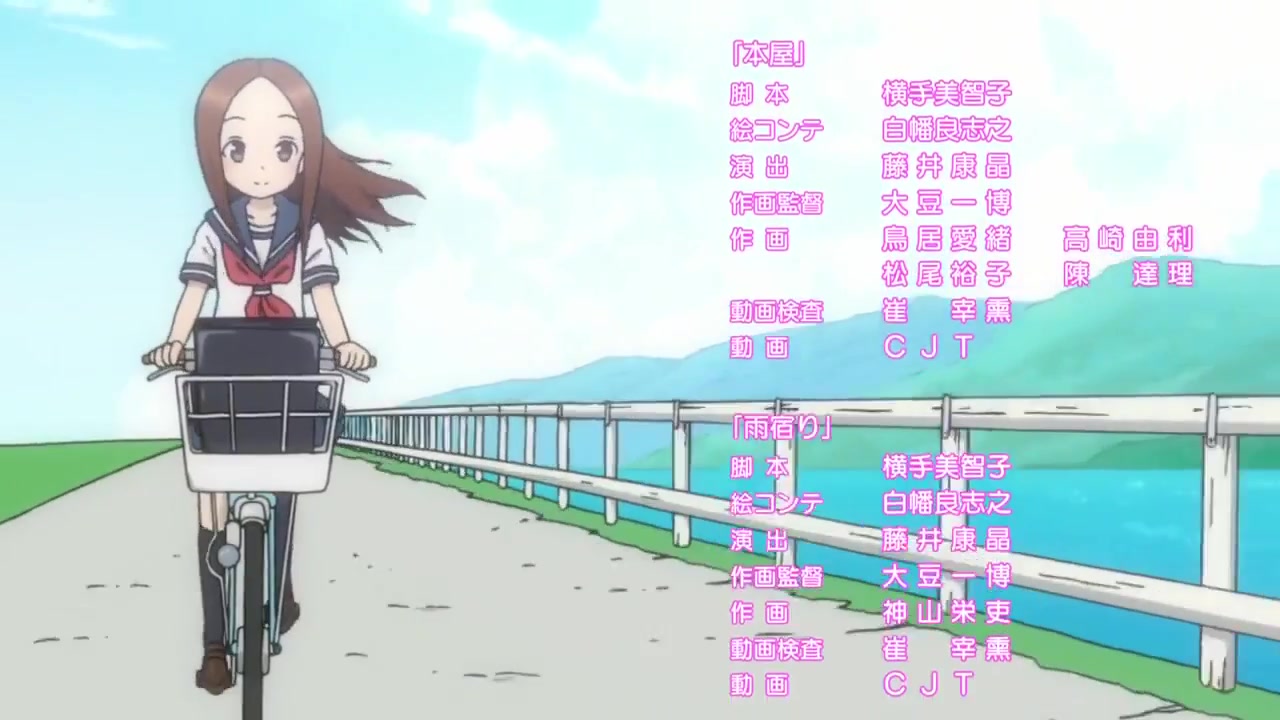 「本屋」
脚本 横手美智子
絵コンテ 白幡良志之
演出 藤井康晶
作画監督 大豆一博
作画 鳥居愛緒 高崎由利
松尾裕子 陳達理
動画検査 崔宰熏
動画 CJT
「雨宿り」
脚本 横手美智子
絵コンテ 白幡良志之
演出 藤井康晶
作画監督 大豆一博
作画 神山栄吏
動画検査 崔宰熏
動画 CJT